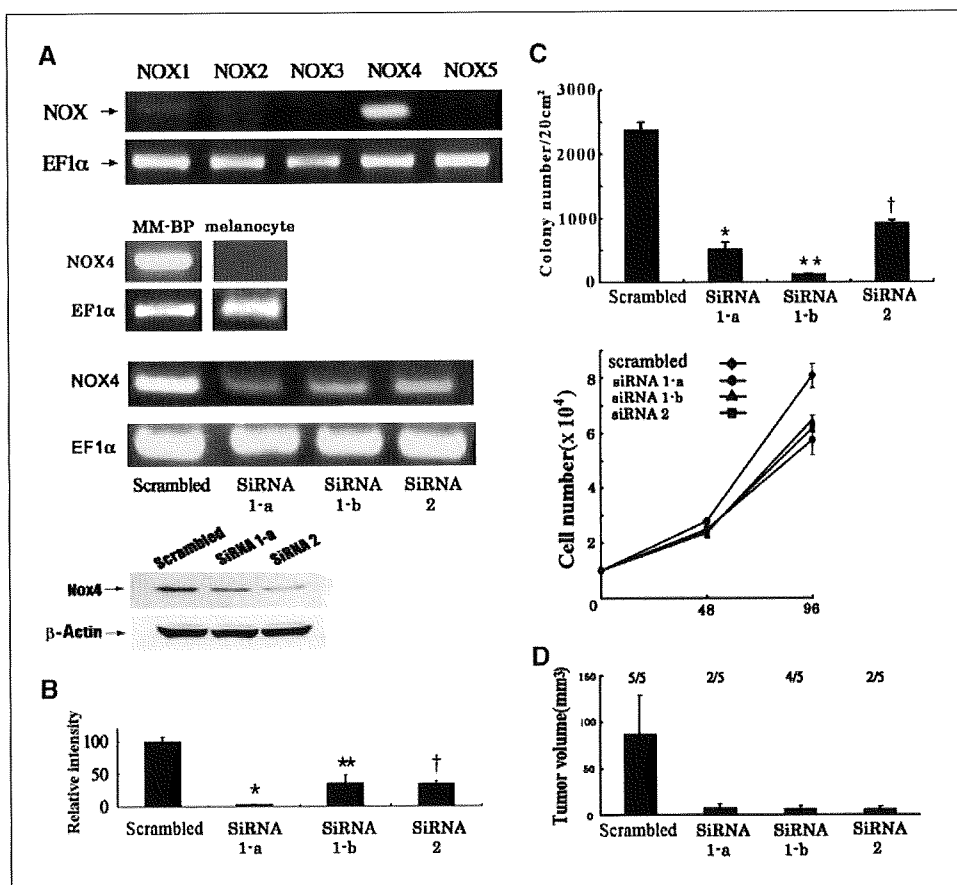 A
NOX1 NOX2 NOX3 NOX4 NOX5
NOX →
EF1α →
MM-BP melanocyte
NOX4
EF1α
NOX4
EF1α
Scrambled SiRNA 1-a SiRNA 1-b SiRNA 2
Scrambled SiRNA 1-a SiRNA 2
Nox4 →
β-Actin →
B
Relative intensity
100
50
0
Scrambled SiRNA 1-a SiRNA 1-b SiRNA 2
* ** †
C
Colony number/20cm²
3000
2000
1000
0
* ** †
Scrambled SiRNA 1-a SiRNA 1-b SiRNA 2
Cell number(x 10⁴)
8
6
4
2
0 48 96
scrambled
siRNA 1-a
siRNA 1-b
siRNA 2
D
Tumor volume(mm3)
150
100
50
0
5/5 2/5 4/5 2/5
Scrambled SiRNA 1-a SiRNA 1-b SiRNA 2